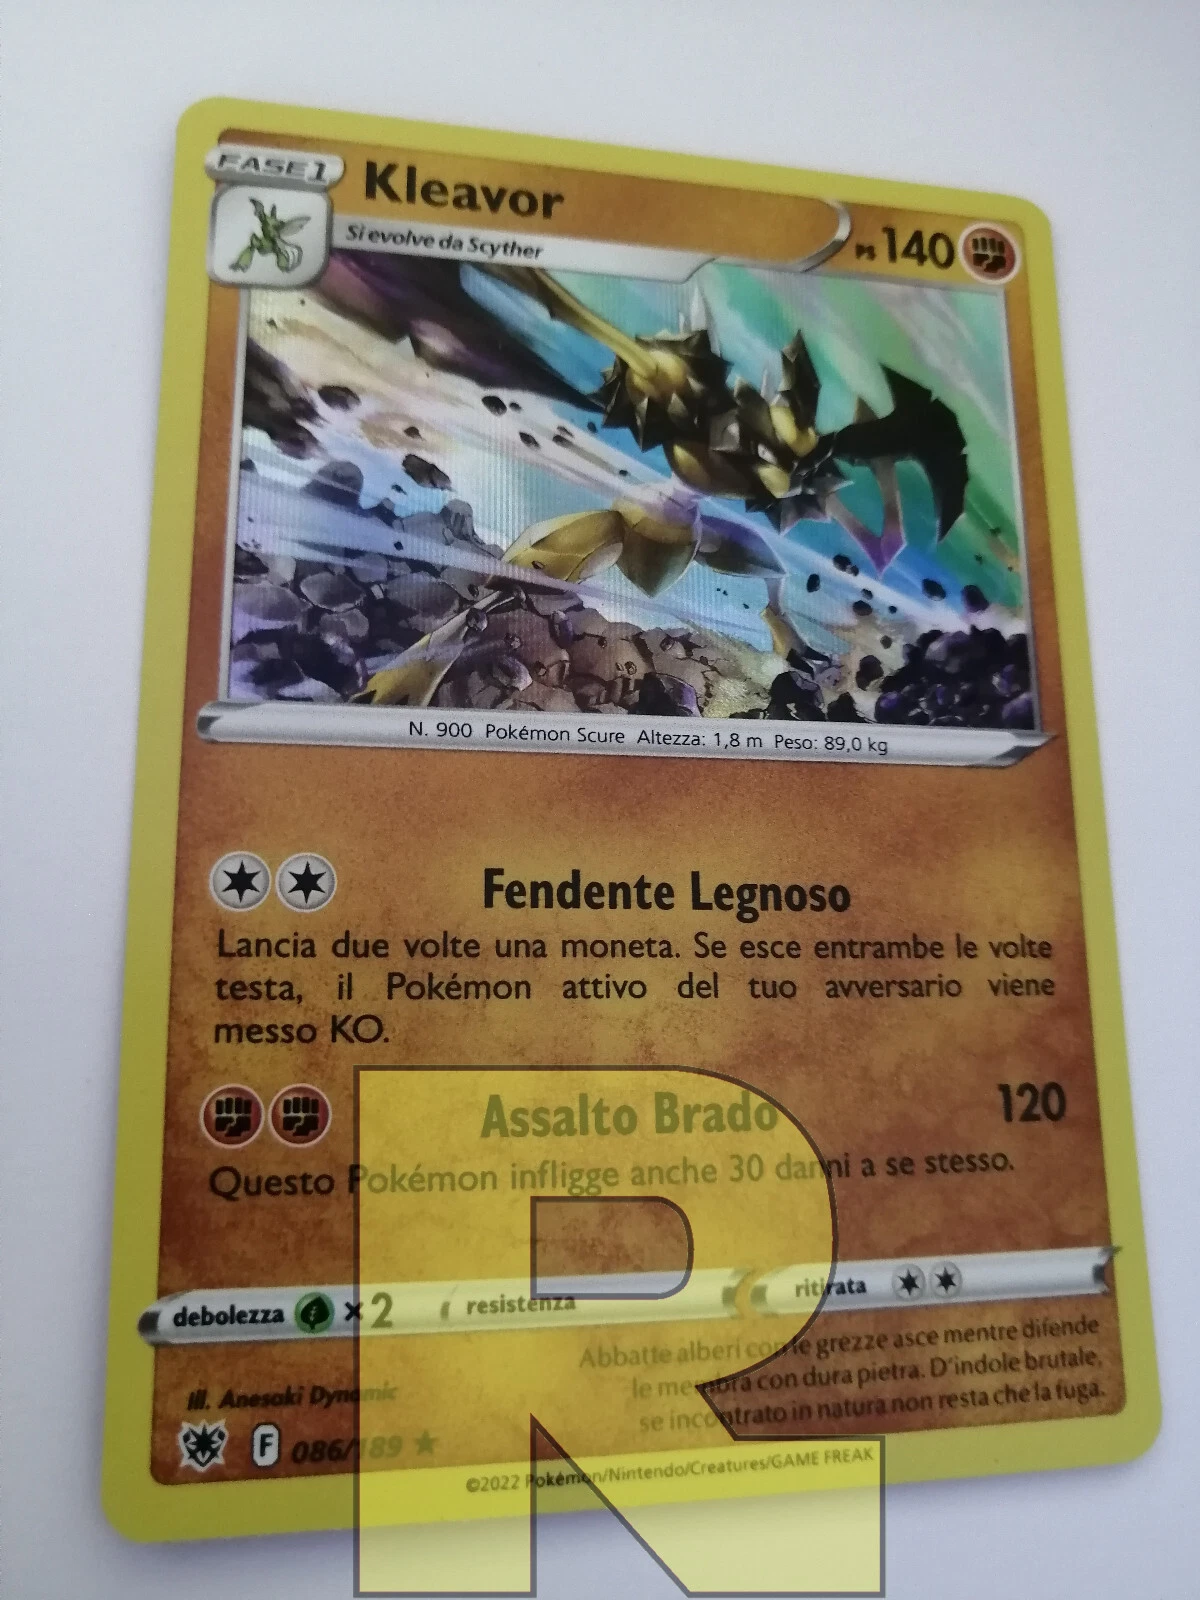 FASE 1
Kleavor
PS 140
Si evolve da Scyther
N. 900 Pokémon Scure Altezza: 1,8 m Peso: 89,0 kg
Fendente Legnoso
Lancia due volte una moneta. Se esce entrambe le volte
testa, il Pokémon attivo del tuo avversario viene
messo KO.
Assalto Brado 120
Questo Pokémon infligge anche 30 danni a se stesso.
debolezza ×2 resistenza ritirata
Abbatte alberi con le grezze asce mentre difende
le membra con dura pietra. D'indole brutale,
se incontrato in natura non resta che la fuga.
Ill. Anesaki Dynamic
F 086/189 ★
©2022 Pokémon/Nintendo/Creatures/GAME FREAK
R